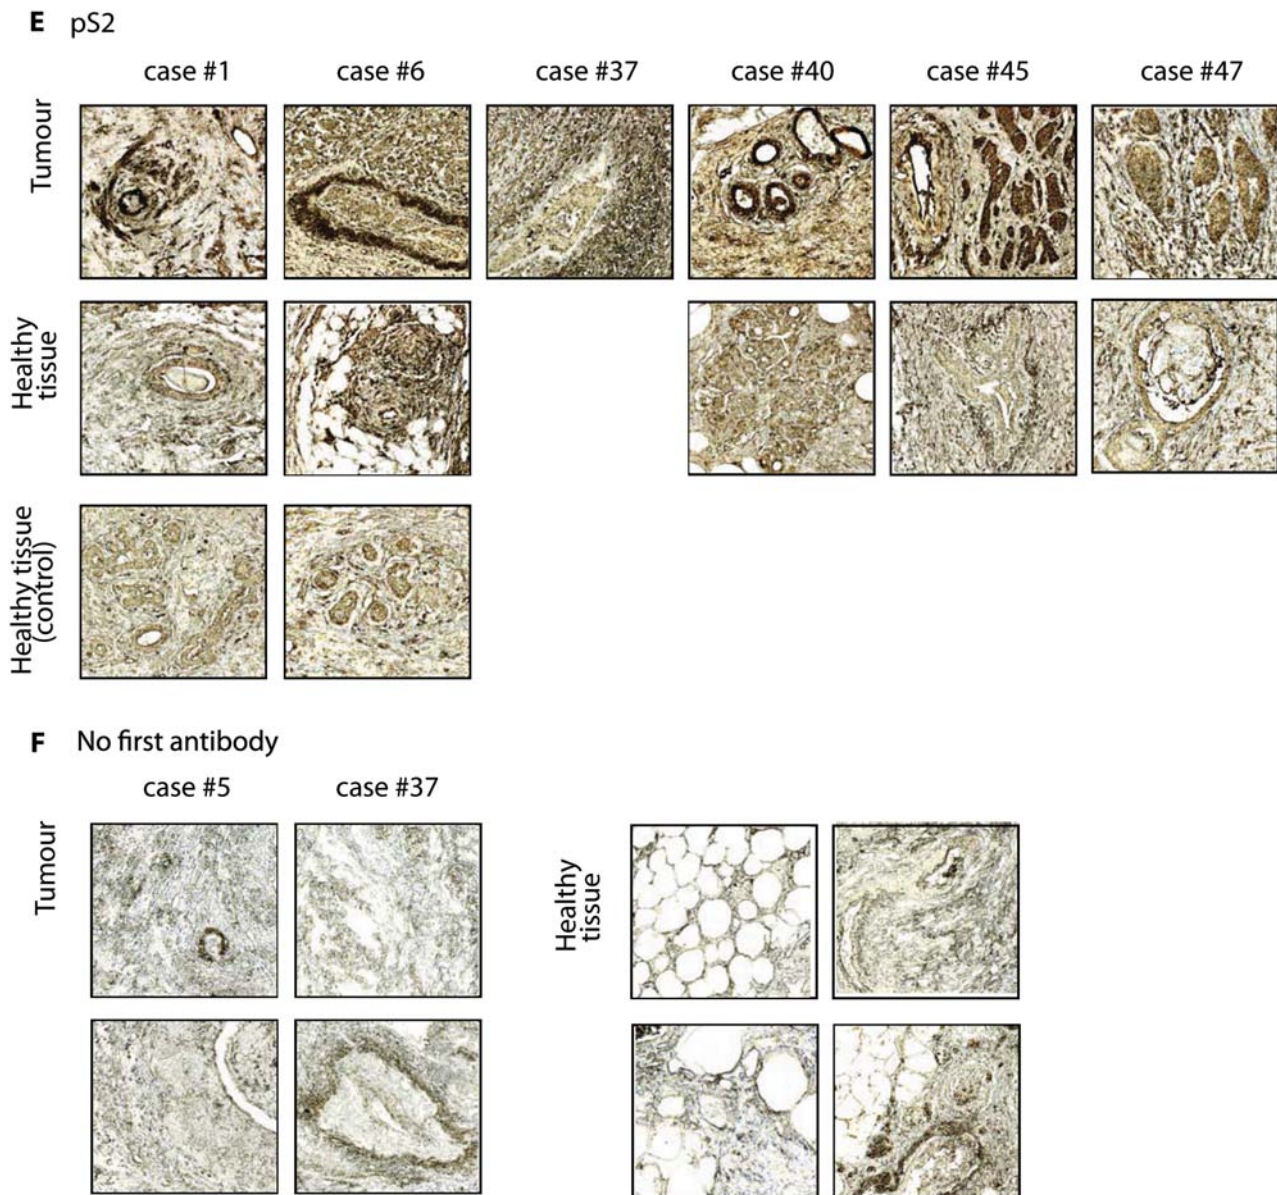 E pS2
case #1 case #6 case #37 case #40 case #45 case #47
Tumour
Healthy
tissue
Healthy tissue
(control)
F No first antibody
case #5 case #37
Tumour
Healthy
tissue